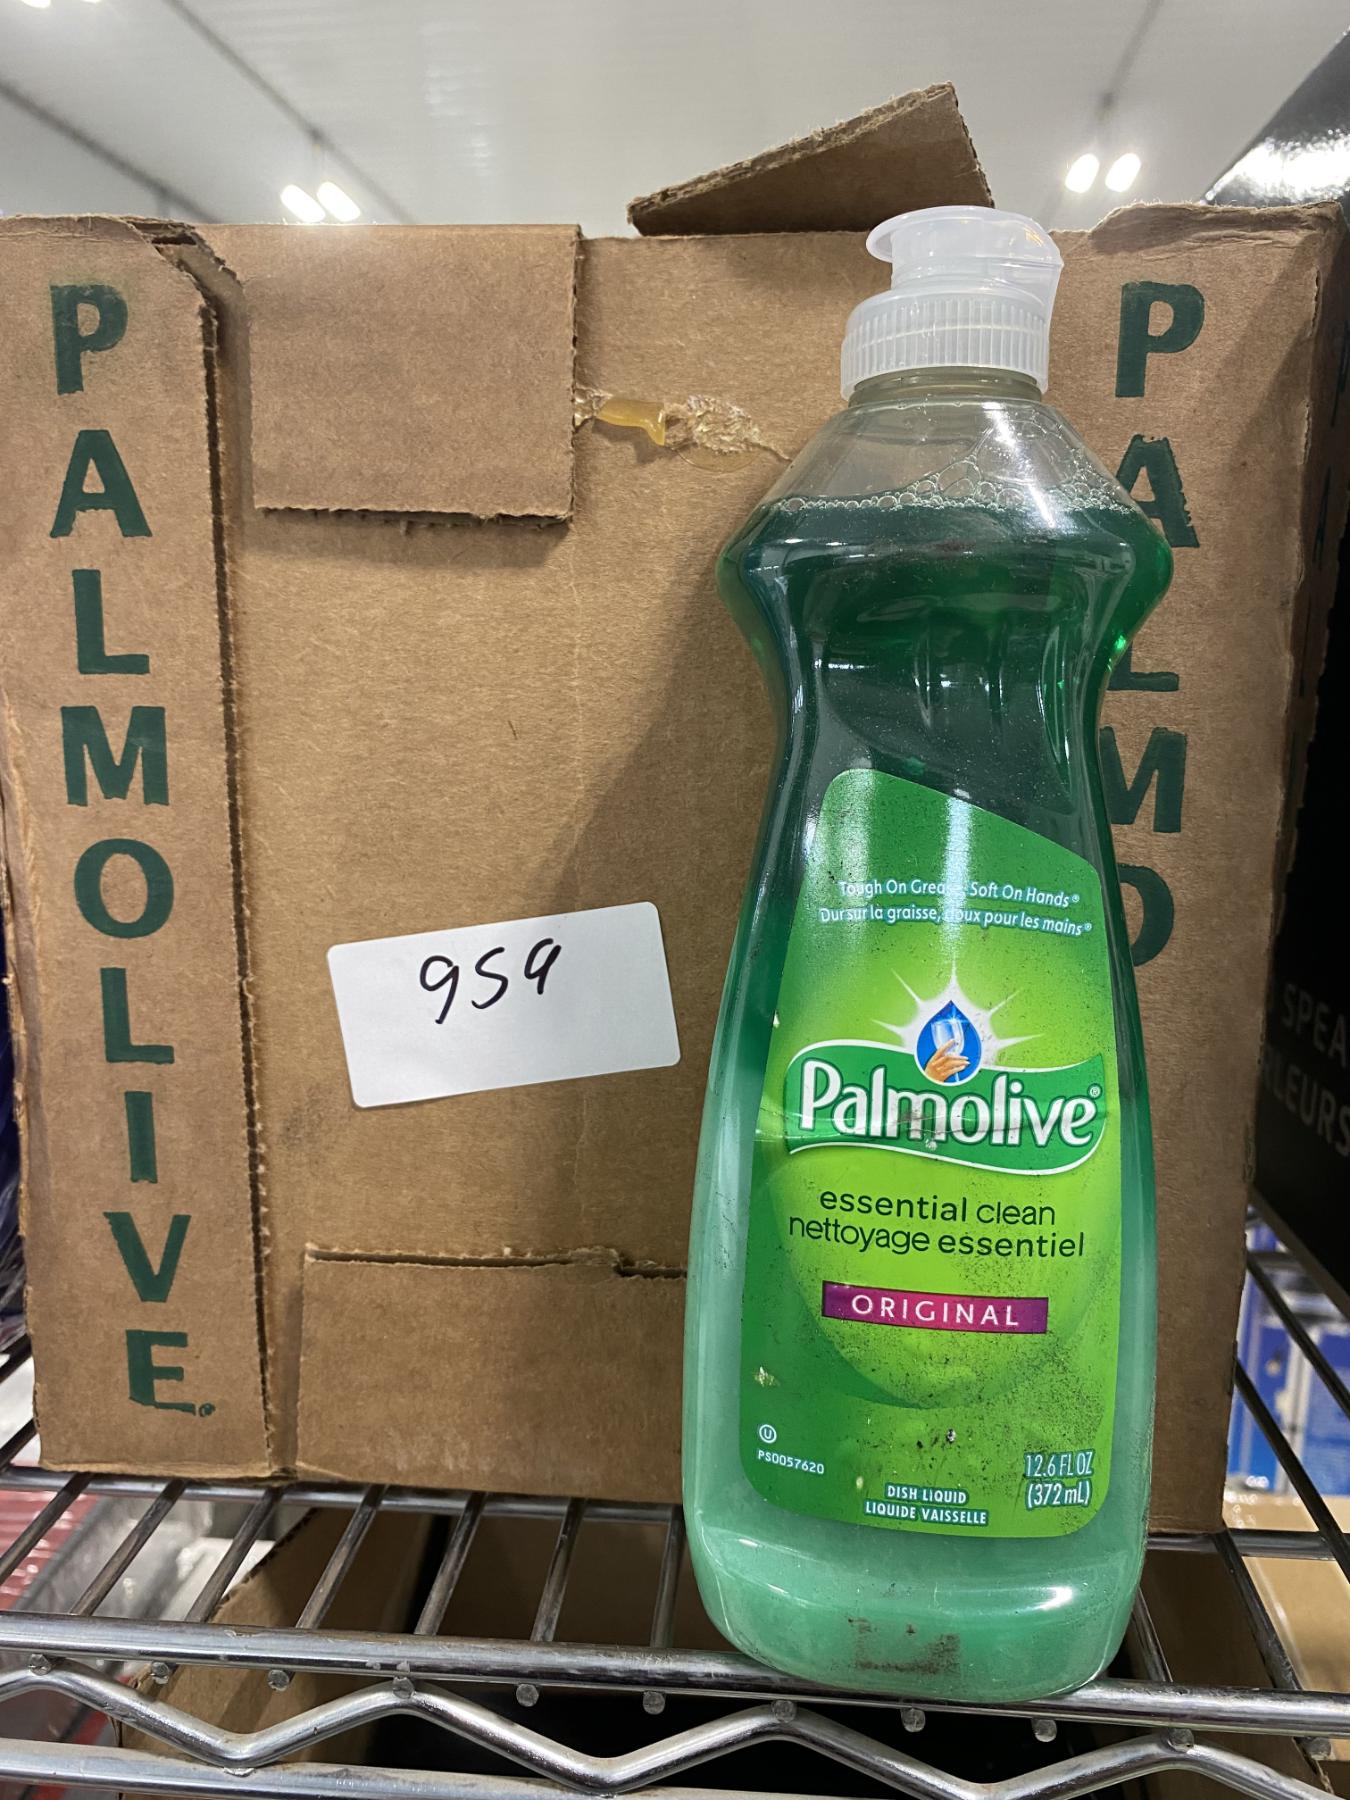 PALMOLIVE.
PALMO
959
Tough On Grease, Soft On Hands®
Dur sur la graisse, doux pour les mains®
Palmolive®
essential clean
nettoyage essentiel
ORIGINAL
U
PS0057620
12.6 FL OZ
(372 mL)
DISH LIQUID
LIQUIDE VAISSELLE